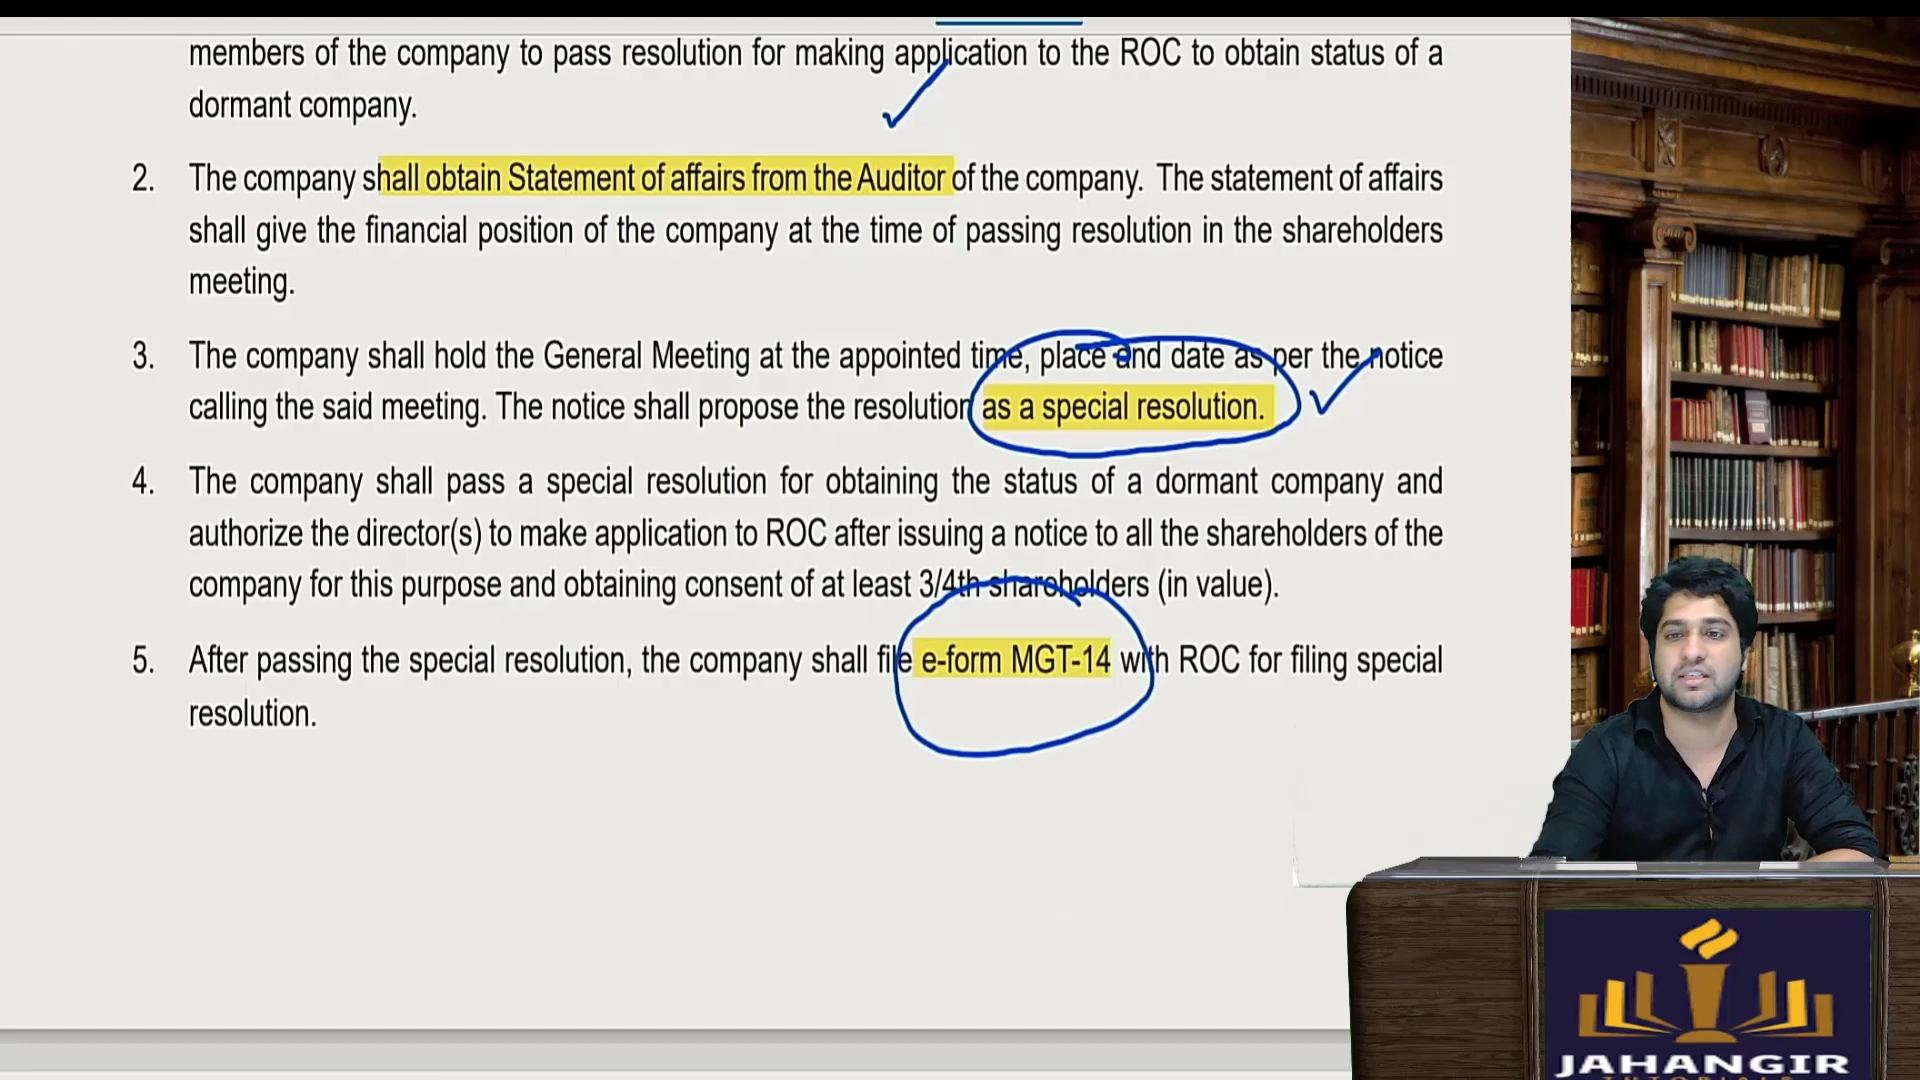 members of the company to pass resolution for making application to the ROC to obtain status of a
dormant company.
2. The company shall obtain Statement of affairs from the Auditor of the company. The statement of affairs
shall give the financial position of the company at the time of passing resolution in the shareholders
meeting.
3. The company shall hold the General Meeting at the appointed time, place and date as per the notice
calling the said meeting. The notice shall propose the resolution as a special resolution.
4. The company shall pass a special resolution for obtaining the status of a dormant company and
authorize the director(s) to make application to ROC after issuing a notice to all the shareholders of the
company for this purpose and obtaining consent of at least 3/4th shareholders (in value).
5. After passing the special resolution, the company shall file e-form MGT-14 with ROC for filing special
resolution.
JAHANGIR